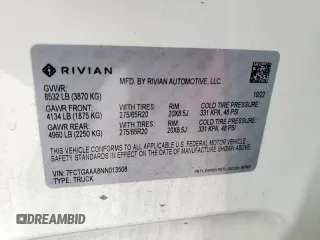 RIVIAN
MFD. BY RIVIAN AUTOMOTIVE, LLC. 10/22
GVWR:
8532 LB (3870 KG)
GAWR FRONT: WITH TIRES: RIM: COLD TIRE PRESSURE:
4134 LB (1875 KG) 275/65R20 20X8.5J 331 KPA, 48 PSI
GAWR REAR: WITH TIRES: RIM: COLD TIRE PRESSURE:
4960 LB (2250 KG) 275/65R20 20X8.5J 331 KPA, 48 PSI
THIS VEHICLE CONFORMS TO ALL APPLICABLE U.S. FEDERAL MOTOR
VEHICLE SAFETY STANDARDS IN EFFECT ON THE DATE OF
MANUFACTURE SHOWN ABOVE.
VIN: 7FCTGAAA8NN013508
TYPE: TRUCK
DREAMBID